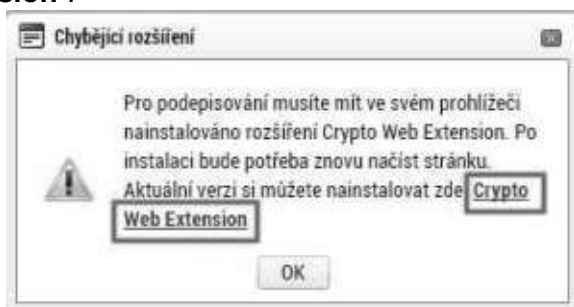 sion .
Chybějící rozšíření
Pro podepisování musíte mít ve svém prohlížeči
nainstalováno rozšíření Crypto Web Extension. Po
instalaci bude potřeba znovu načíst stránku.
Aktuální verzi si můžete nainstalovat zde Crypto
Web Extension
OK